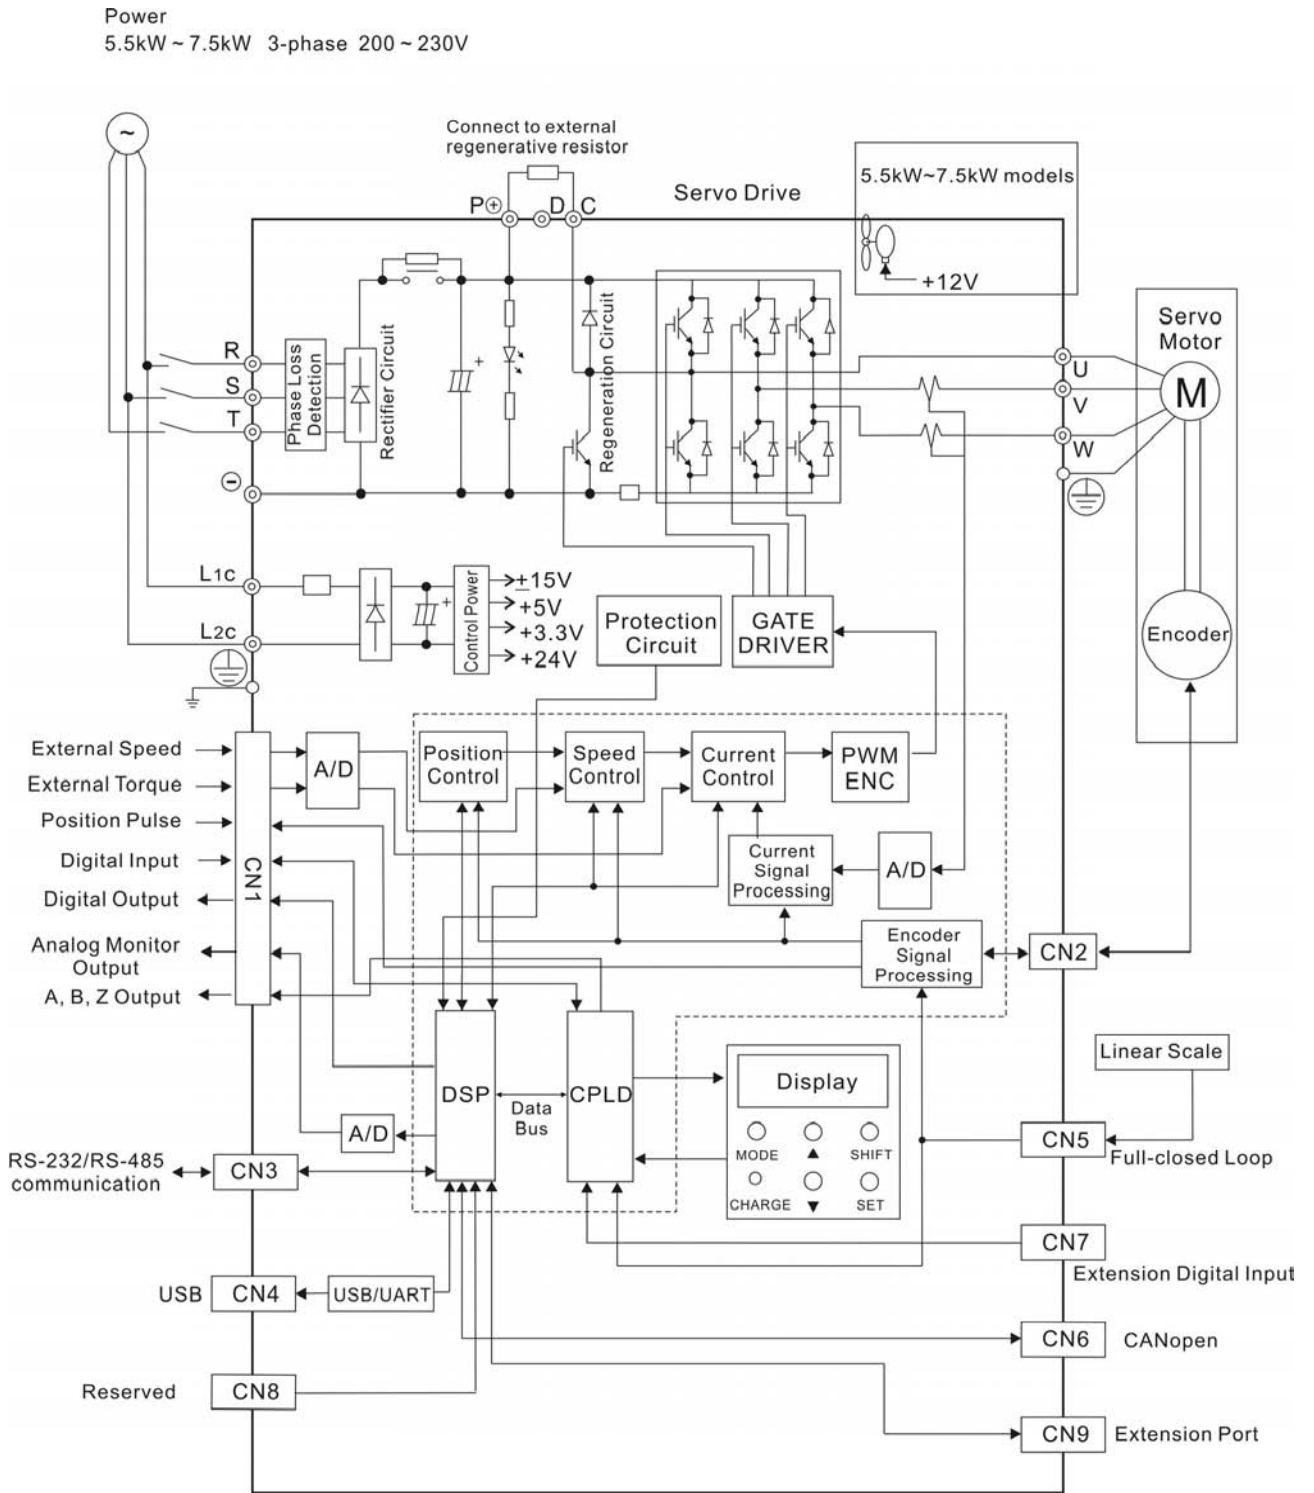 Power
5.5kW ~ 7.5kW 3-phase 200 ~ 230V
~
Connect to external
regenerative resistor
P⊕
D
C
Servo Drive
5.5kW~7.5kW models
+12V
Servo
Motor
R
S
T
Phase Loss
Detection
Rectifier Circuit
+
Regeneration Circuit
U
V
W
M
⊖
L1C
L2C
+
Control Power
±15V
+5V
+3.3V
+24V
Protection
Circuit
GATE
DRIVER
Encoder
External Speed
External Torque
Position Pulse
Digital Input
Digital Output
Analog Monitor
Output
A, B, Z Output
CN1
A/D
Position
Control
Speed
Control
Current
Control
PWM
ENC
Current
Signal
Processing
A/D
Encoder
Signal
Processing
CN2
Linear Scale
DSP
Data
Bus
CPLD
Display
MODE
▲
SHIFT
CHARGE
▼
SET
A/D
RS-232/RS-485
communication
CN3
CN5
Full-closed Loop
CN7
Extension Digital Input
USB
CN4
USB/UART
CN6
CANopen
Reserved
CN8
CN9
Extension Port